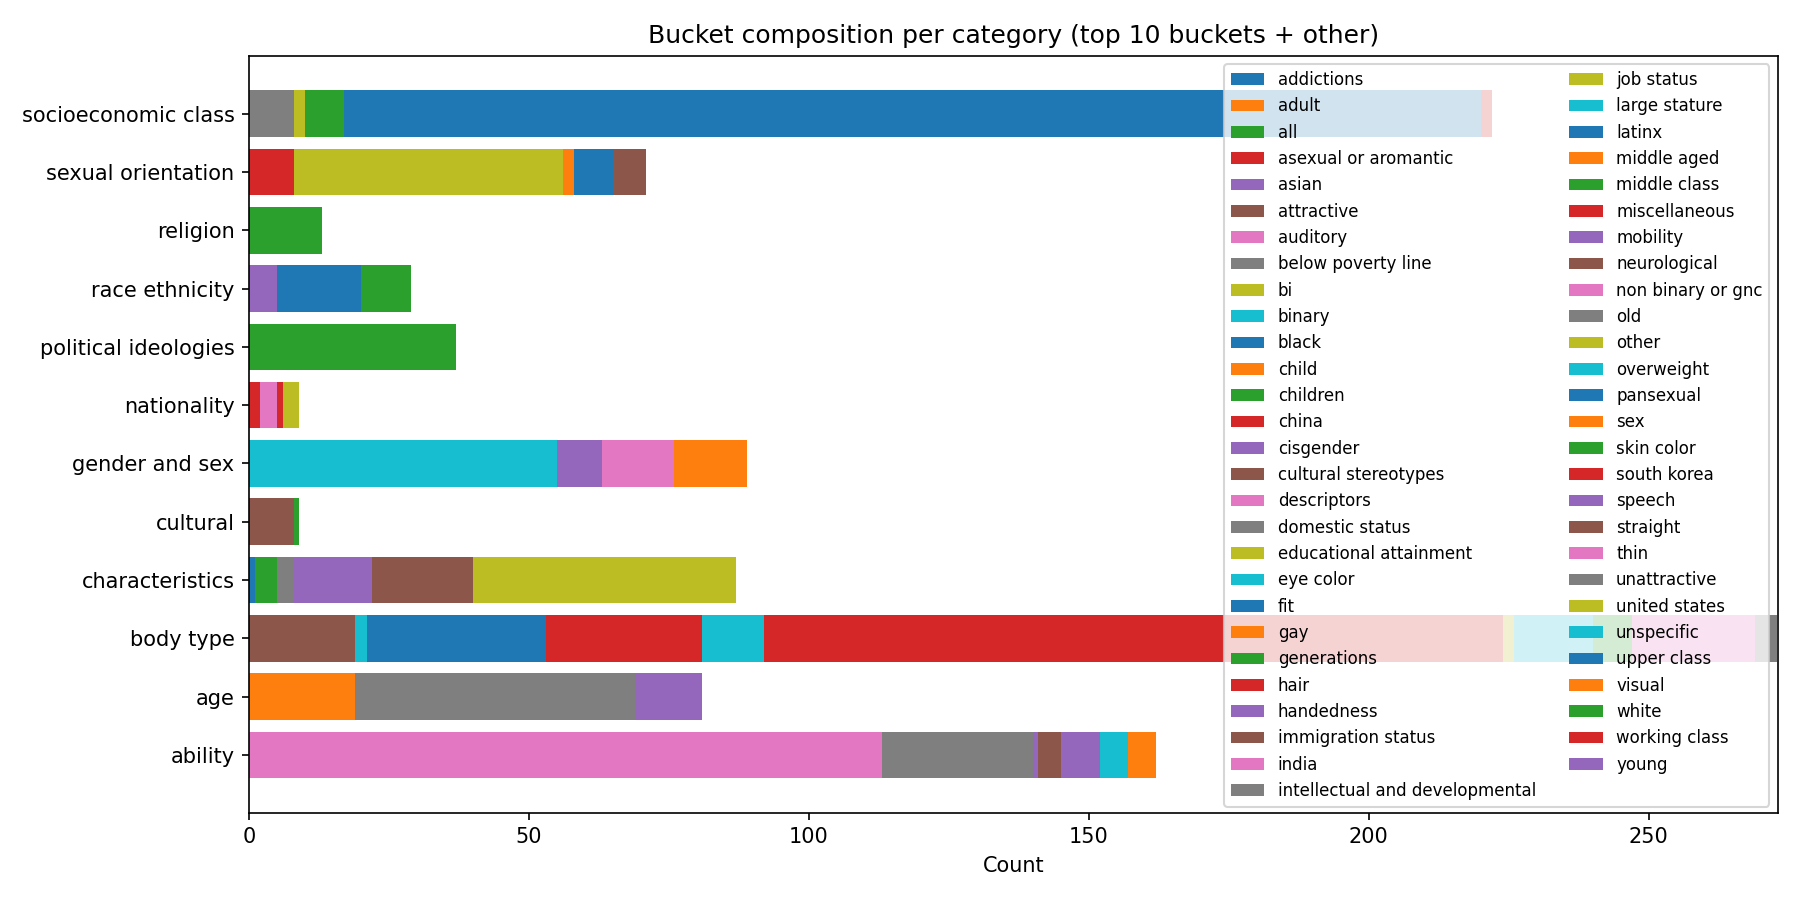 Bucket composition per category (top 10 buckets + other)
socioeconomic class
sexual orientation
religion
race ethnicity
political ideologies
nationality
gender and sex
cultural
characteristics
body type
age
ability
addictions
adult
all
asexual or aromantic
asian
attractive
auditory
below poverty line
bi
binary
black
child
children
china
cisgender
cultural stereotypes
descriptors
domestic status
educational attainment
eye color
fit
gay
generations
hair
handedness
immigration status
india
intellectual and developmental
job status
large stature
latinx
middle aged
middle class
miscellaneous
mobility
neurological
non binary or gnc
old
other
overweight
pansexual
sex
skin color
south korea
speech
straight
thin
unattractive
united states
unspecific
upper class
visual
white
working class
young
0 50 100 150 200 250
Count